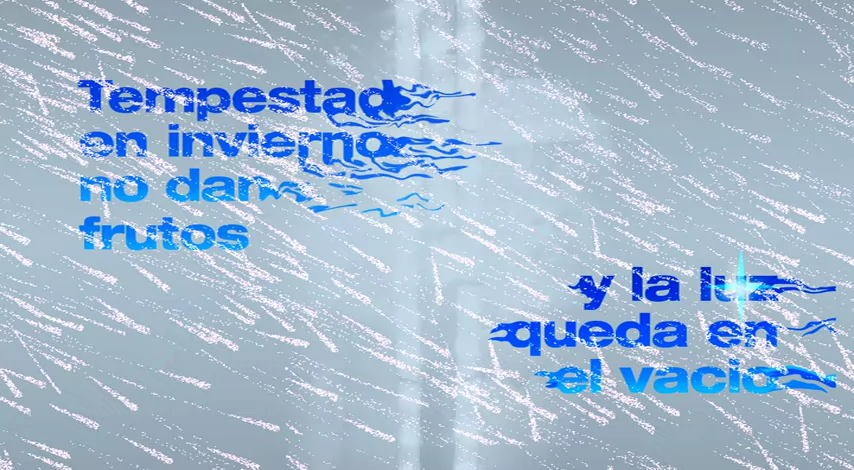 Tempestad
en invierno
no dan
frutos
y la luz
queda en
el vacio